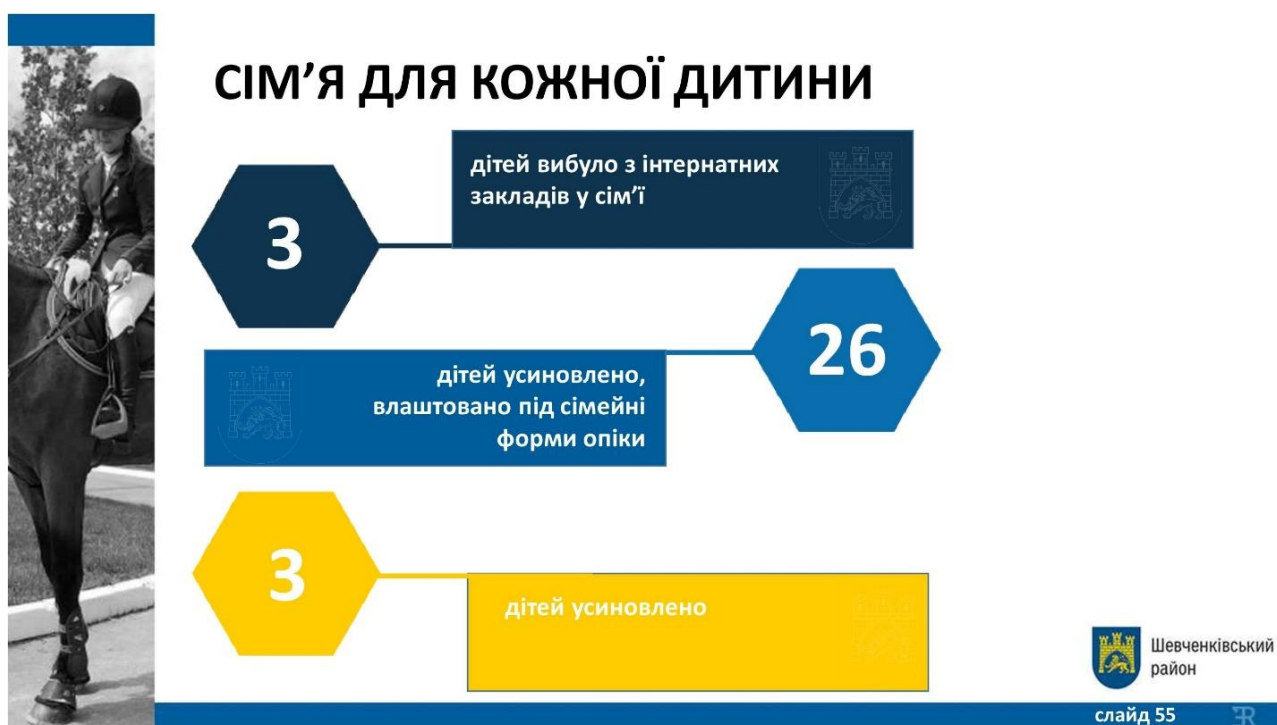 СІМ’Я ДЛЯ КОЖНОЇ ДИТИНИ
3
дітей вибуло з інтернатних
закладів у сім’ї
26
дітей усиновлено,
влаштовано під сімейні
форми опіки
3
дітей усиновлено
Шевченківський
район
слайд 55